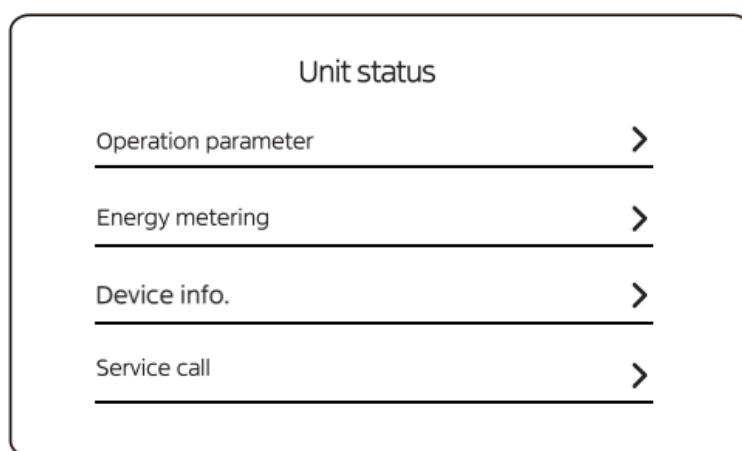 Unit status
Operation parameter
Energy metering
Device info.
Service call